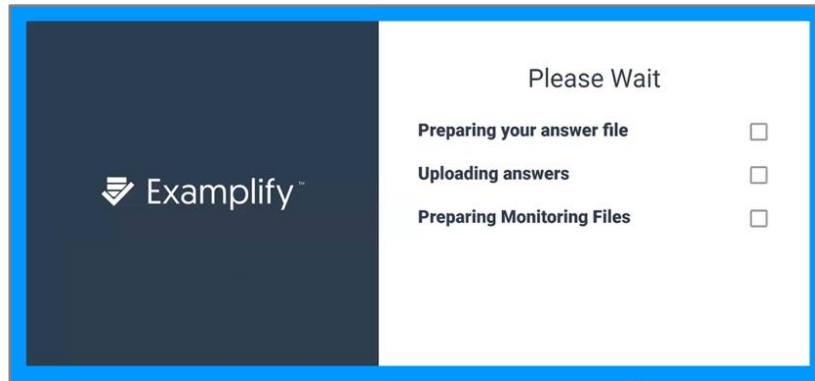 Examplify™
Please Wait
Preparing your answer file
Uploading answers
Preparing Monitoring Files